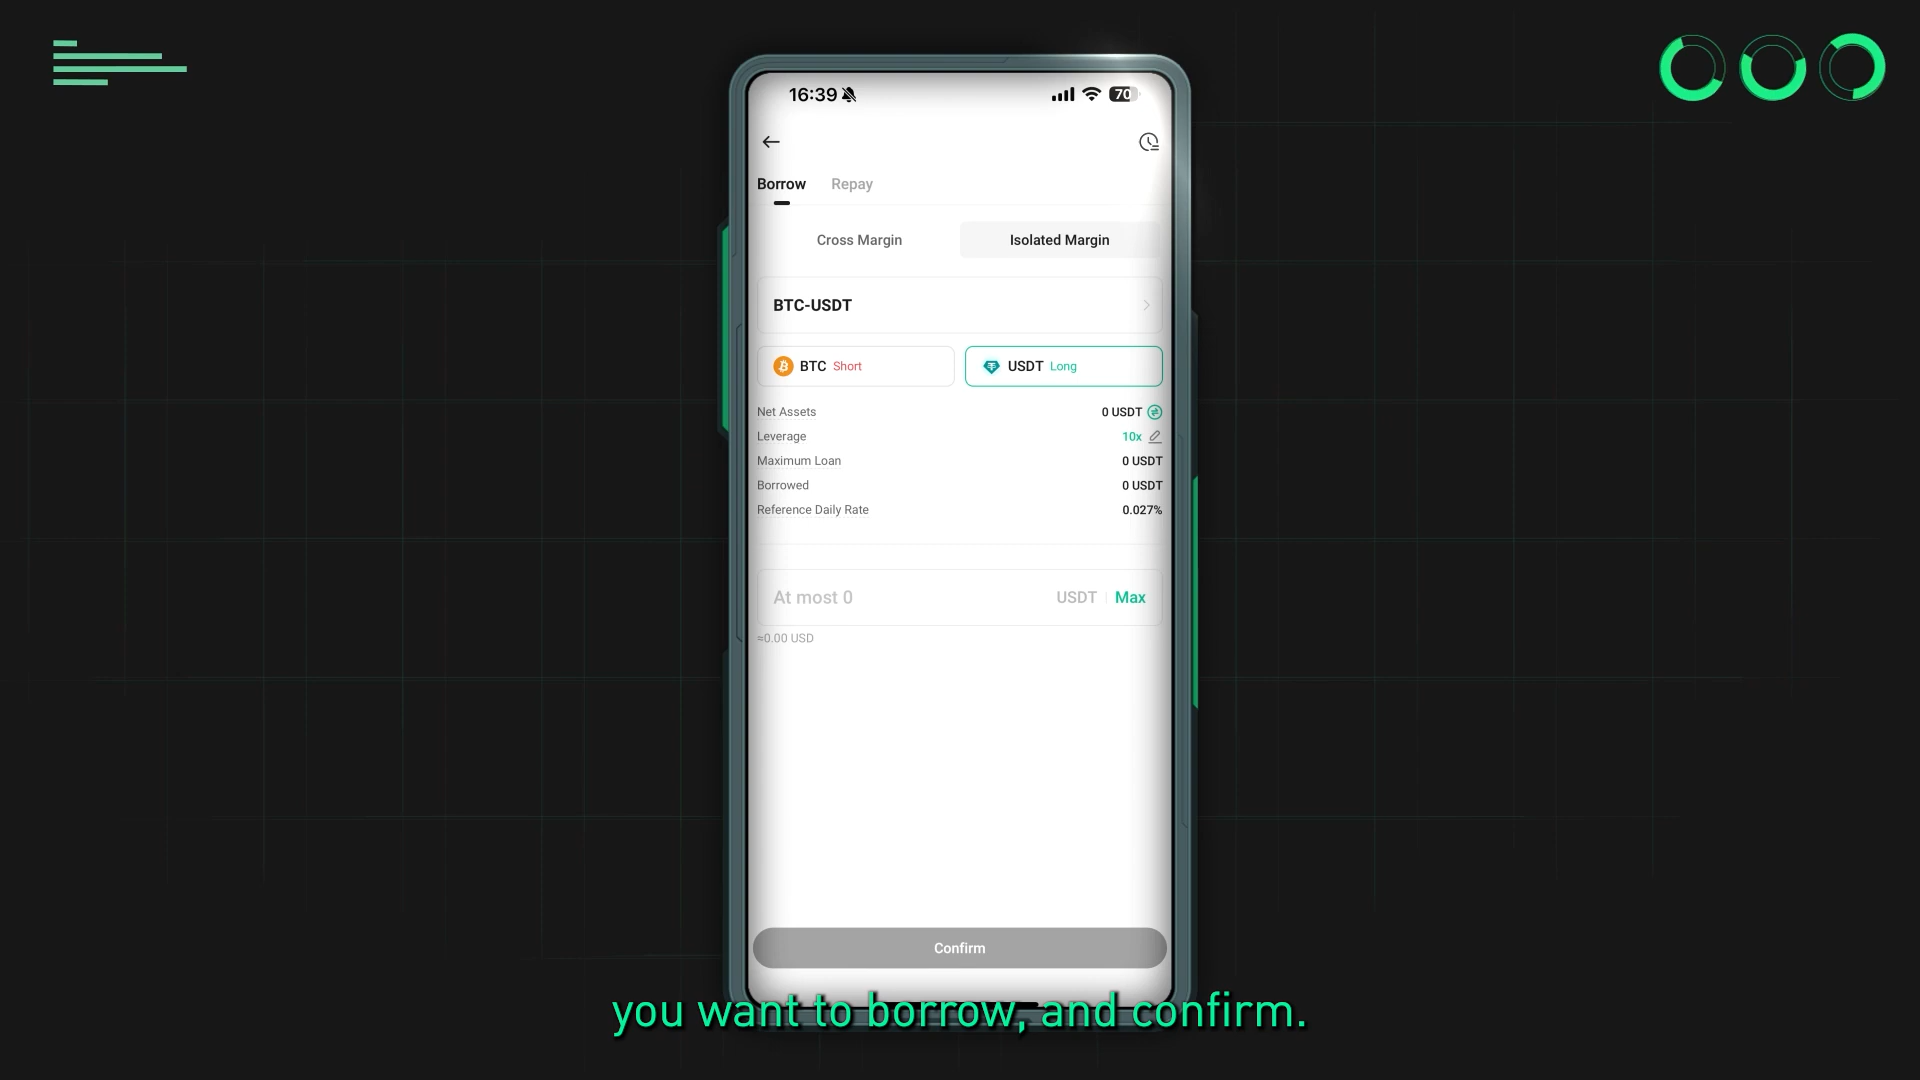 16:39
70
Borrow Repay
Cross Margin Isolated Margin
BTC-USDT
BTC Short USDT Long
Net Assets 0 USDT
Leverage 10x
Maximum Loan 0 USDT
Borrowed 0 USDT
Reference Daily Rate 0.027%
At most 0 USDT Max
≈0.00 USD
Confirm
you want to borrow, and confirm.